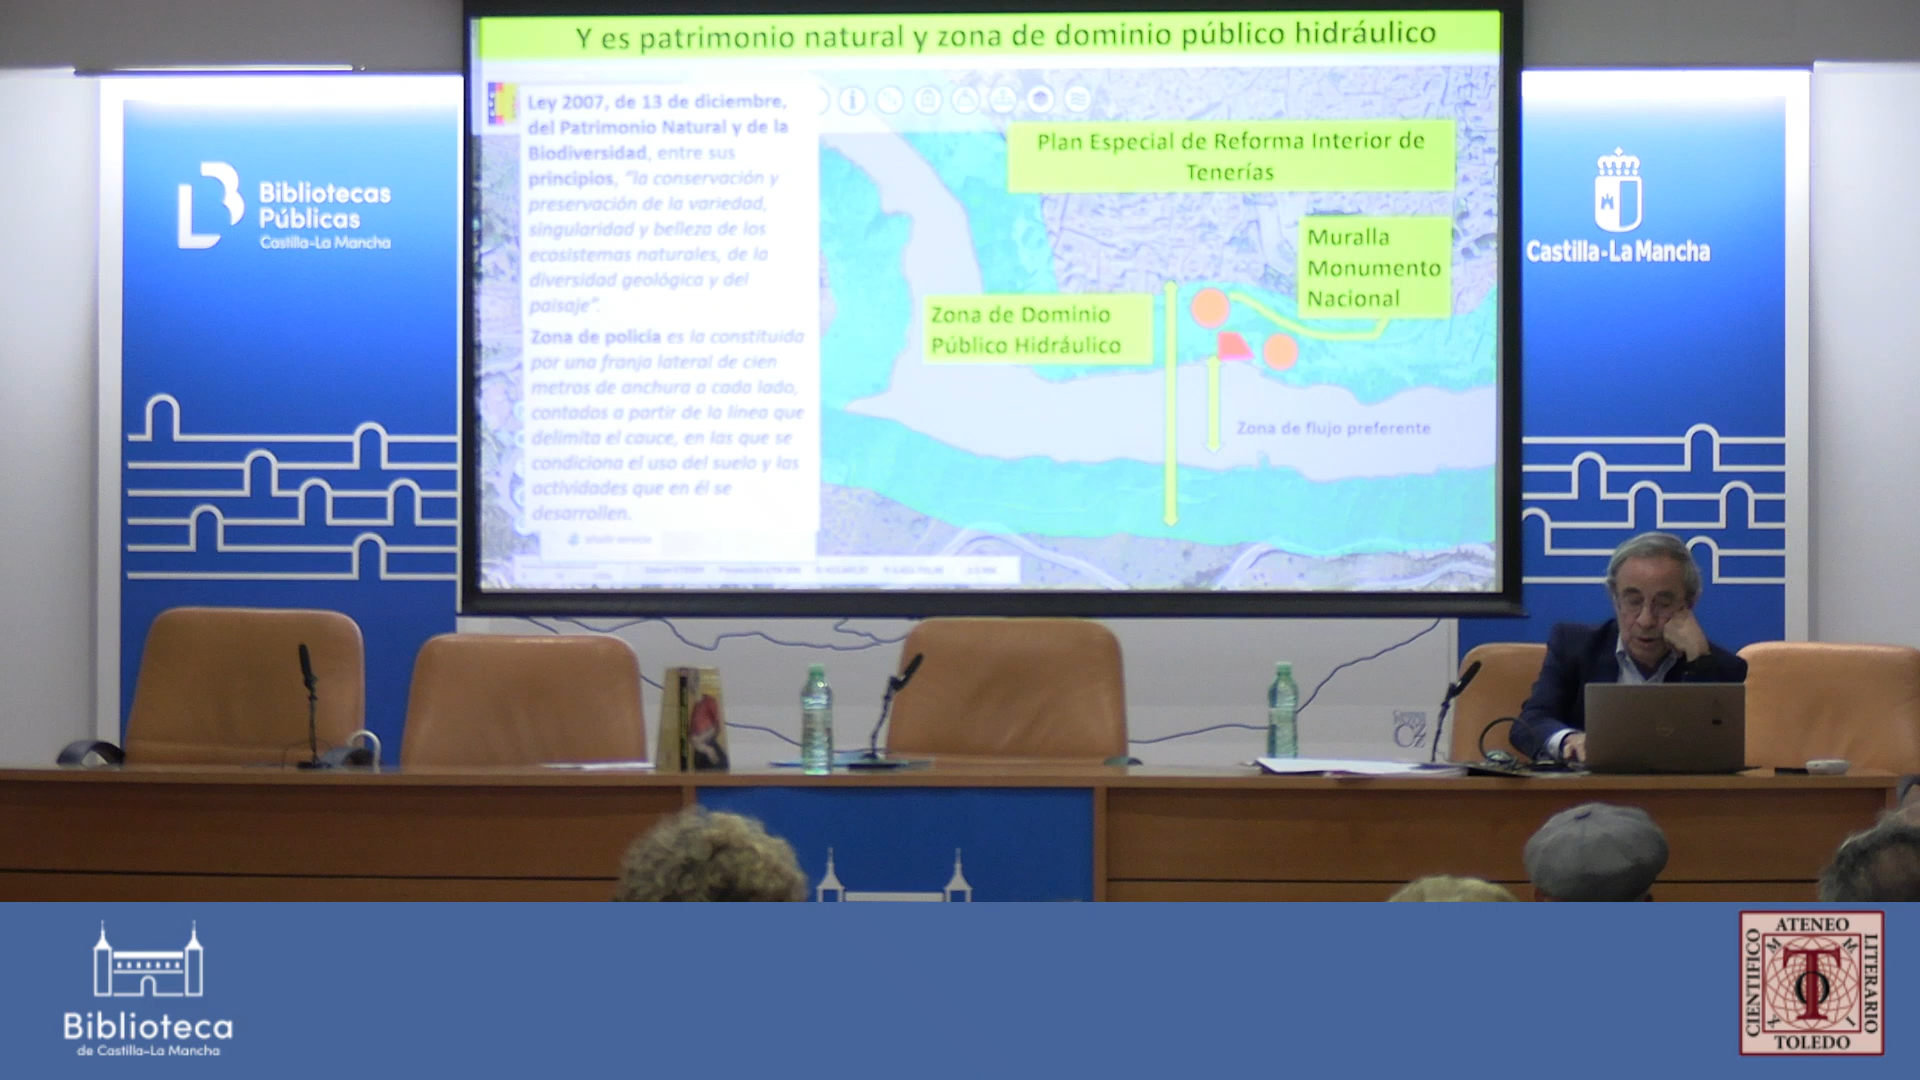 Y es patrimonio natural y zona de dominio público hidráulico
Ley 2007, de 13 de diciembre,
del Patrimonio Natural y de la
Biodiversidad, entre sus
principios, "la conservación y
preservación de la variedad,
singularidad y belleza de los
ecosistemas naturales, de la
diversidad geológica y del
paisaje".
Zona de policía es la constituida
por una franja lateral de cien
metros de anchura a cada lado,
contados a partir de la línea que
delimita el cauce, en las que se
condiciona el uso del suelo y las
actividades que en él se
desarrollen.
Plan Especial de Reforma Interior de
Tenerías
Muralla
Monumento
Nacional
Zona de Dominio
Público Hidráulico
Zona de flujo preferente
Bibliotecas
Públicas
Castilla-La Mancha
Castilla-La Mancha
Biblioteca
de Castilla-La Mancha
CIENTÍFICO
ATENEO
LITERARIO
TOLEDO